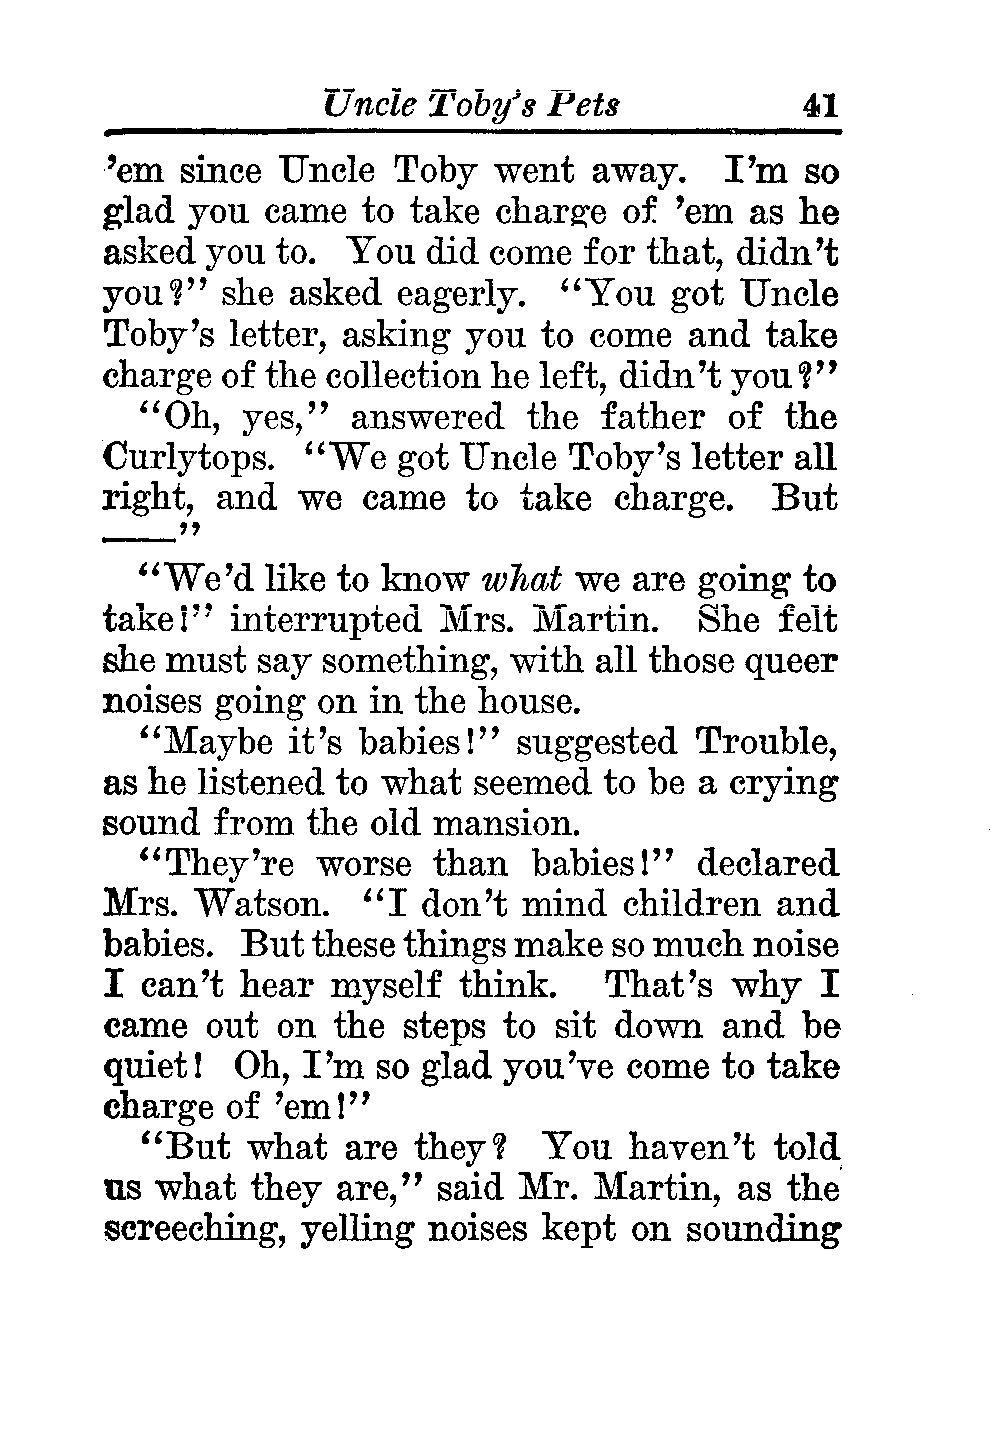 Uncle Toby's Pets 41
'em since Uncle Toby went away. I'm so
glad you came to take charge of 'em as he
asked you to. You did come for that, didn't
you?" she asked eagerly. "You got Uncle
Toby's letter, asking you to come and take
charge of the collection he left, didn't you?"
"Oh, yes," answered the father of the
Curlytops. "We got Uncle Toby's letter all
right, and we came to take charge. But
——"
"We'd like to know what we are going to
take!" interrupted Mrs. Martin. She felt
she must say something, with all those queer
noises going on in the house.
"Maybe it's babies!" suggested Trouble,
as he listened to what seemed to be a crying
sound from the old mansion.
"They're worse than babies!" declared
Mrs. Watson. "I don't mind children and
babies. But these things make so much noise
I can't hear myself think. That's why I
came out on the steps to sit down and be
quiet! Oh, I'm so glad you've come to take
charge of 'em!"
"But what are they? You haven't told
us what they are," said Mr. Martin, as the
screeching, yelling noises kept on sounding